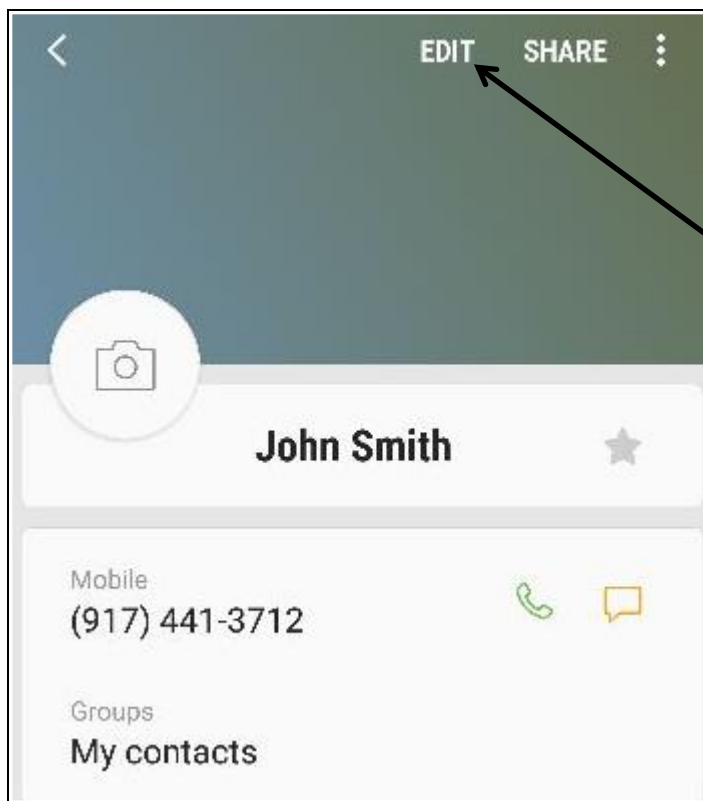 EDIT SHARE
John Smith
Mobile
(917) 441-3712
Groups
My contacts